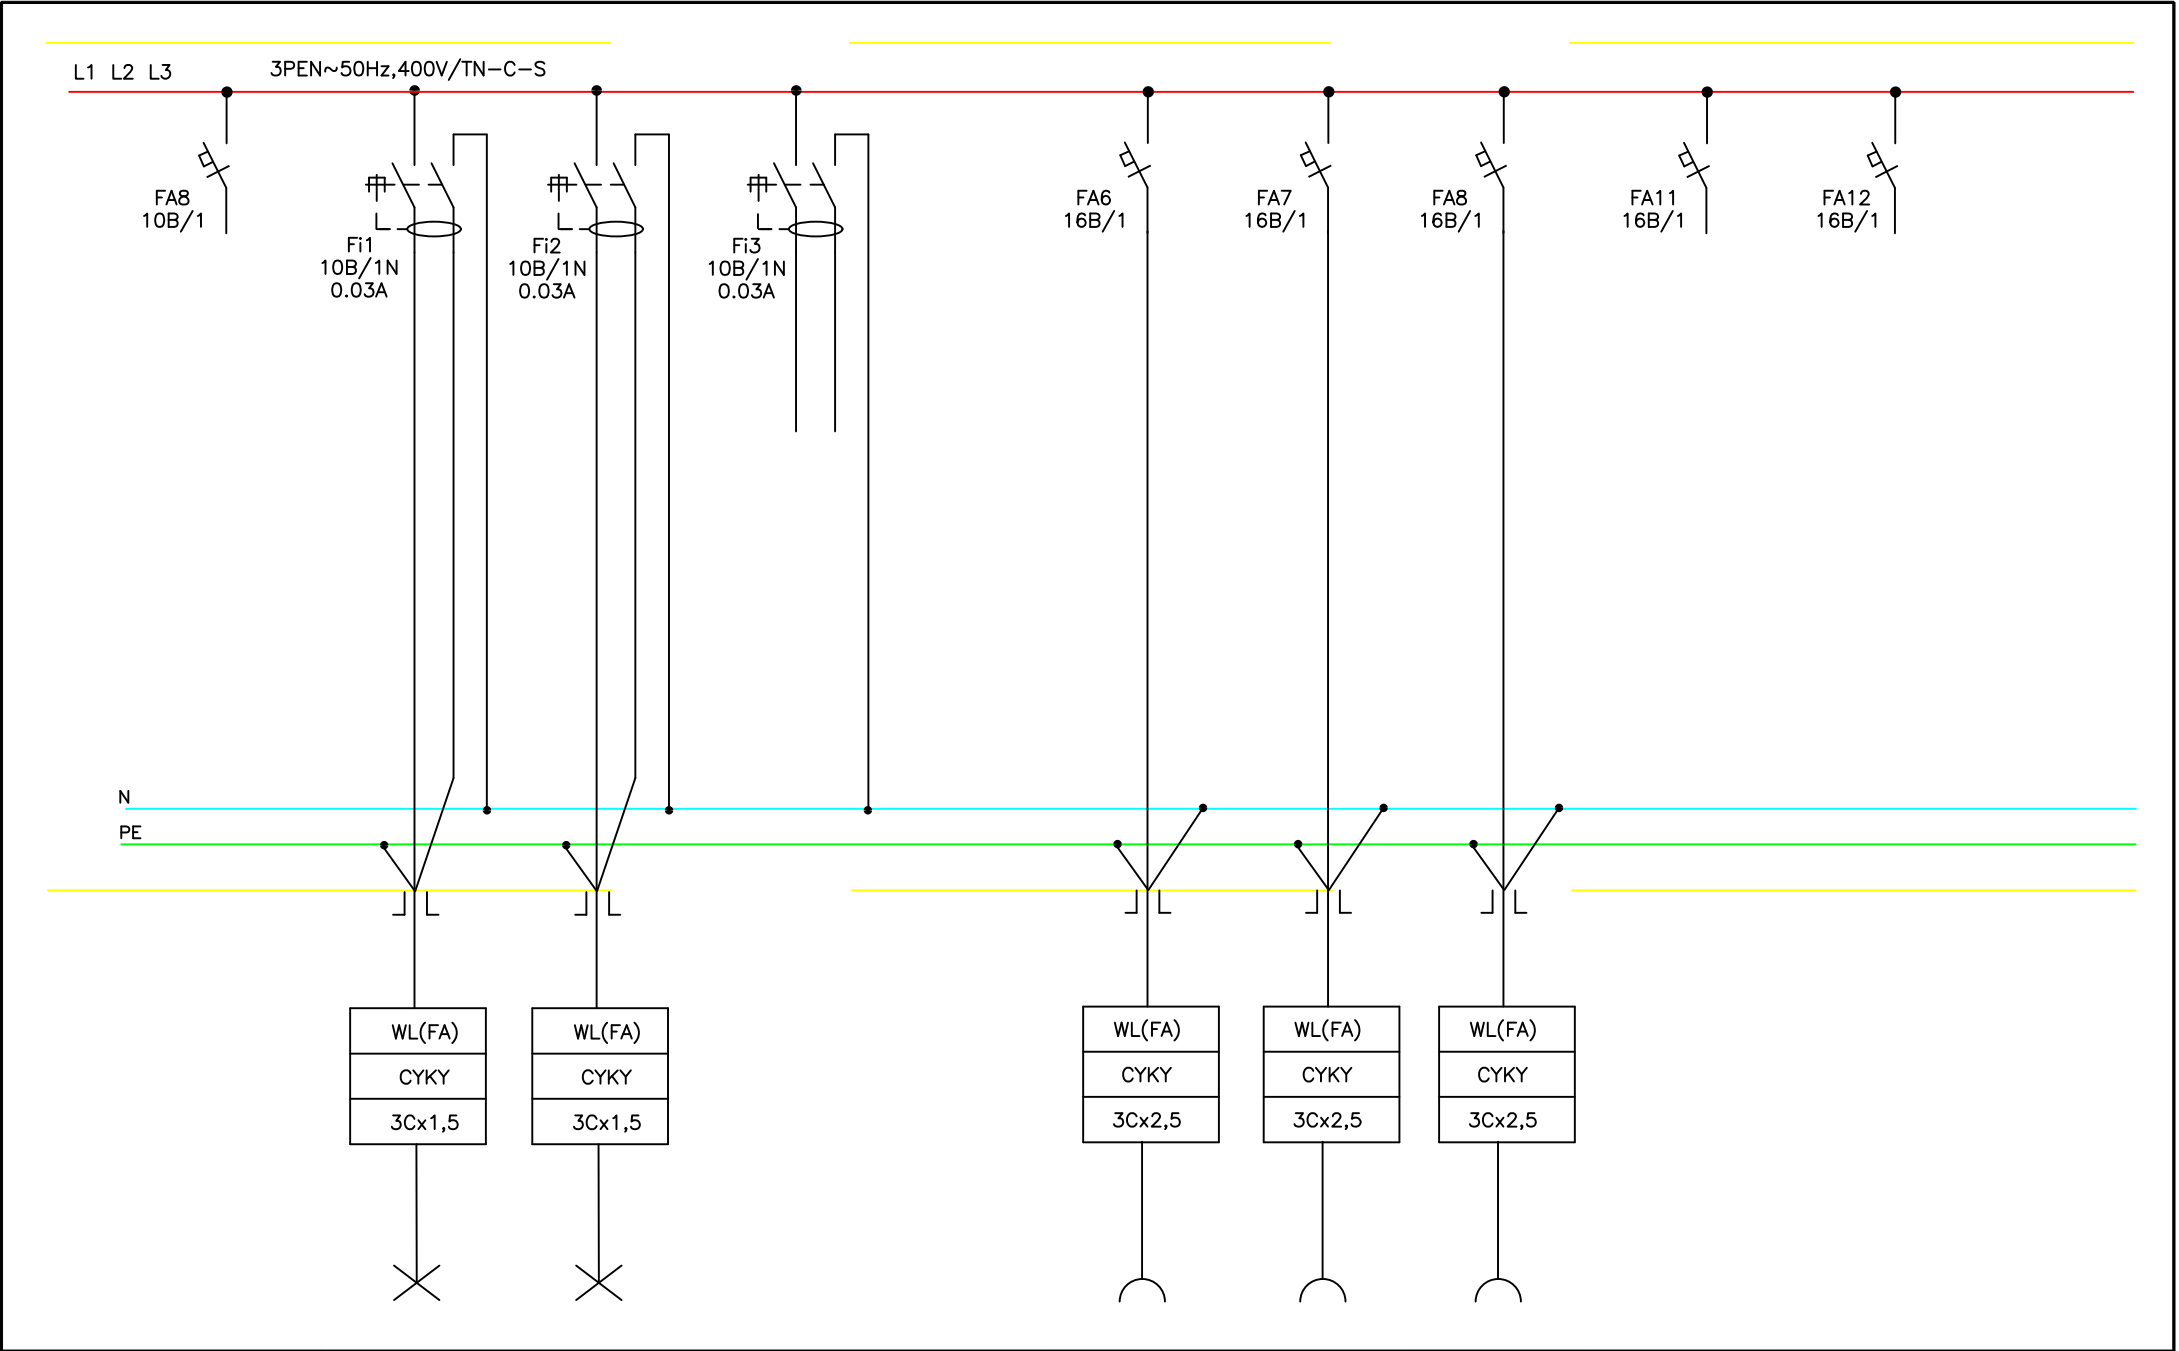 L1 L2 L3
3PEN~50Hz,400V/TN-C-S
FA8
10B/1
Fi1
10B/1N
0.03A
Fi2
10B/1N
0.03A
Fi3
10B/1N
0.03A
FA6
16B/1
FA7
16B/1
FA8
16B/1
FA11
16B/1
FA12
16B/1
N
PE
WL(FA)
CYKY
3Cx1,5
WL(FA)
CYKY
3Cx1,5
WL(FA)
CYKY
3Cx2,5
WL(FA)
CYKY
3Cx2,5
WL(FA)
CYKY
3Cx2,5